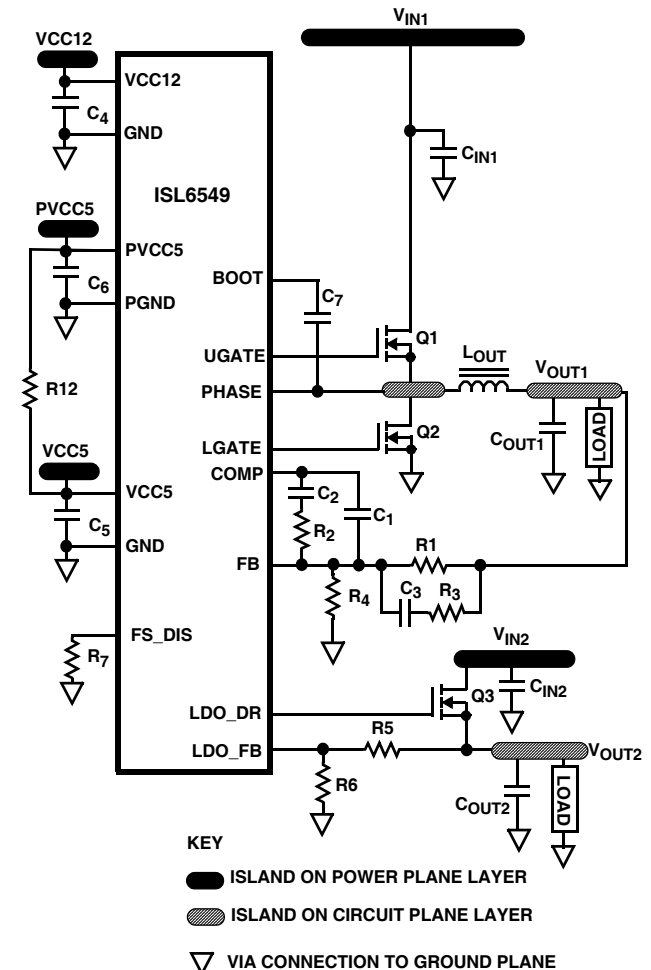 VIN1
VCC12
VCC12
C4
GND
CIN1
ISL6549
PVCC5
PVCC5
C6
PGND
BOOT
C7
UGATE
Q1
LOUT
VOUT1
PHASE
R12
COUT1
LOAD
LGATE
Q2
VCC5
COMP
VCC5
C2
C1
C5
R2
GND
FB
R1
R4
C3
R3
FS_DIS
R7
VIN2
Q3
CIN2
LDO_DR
R5
LDO_FB
VOUT2
R6
COUT2
LOAD
KEY
ISLAND ON POWER PLANE LAYER
ISLAND ON CIRCUIT PLANE LAYER
VIA CONNECTION TO GROUND PLANE